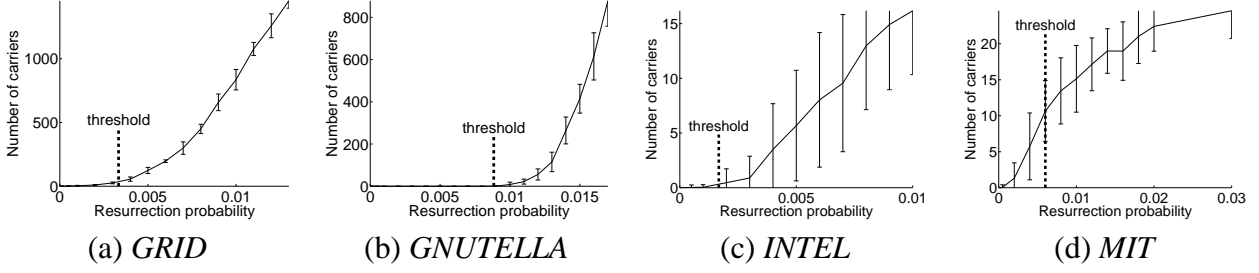 Number of carriers
1000
500
0
threshold
0
0.005
0.01
Resurrection probability
(a) GRID
Number of carriers
800
600
400
200
0
threshold
0
0.005
0.01
0.015
Resurrection probability
(b) GNUTELLA
Number of carriers
15
10
5
0
threshold
0
0.005
0.01
Resurrection probability
(c) INTEL
Number of carriers
20
15
10
5
0
threshold
0
0.010
0.02
0.03
Resurrection probability
(d) MIT